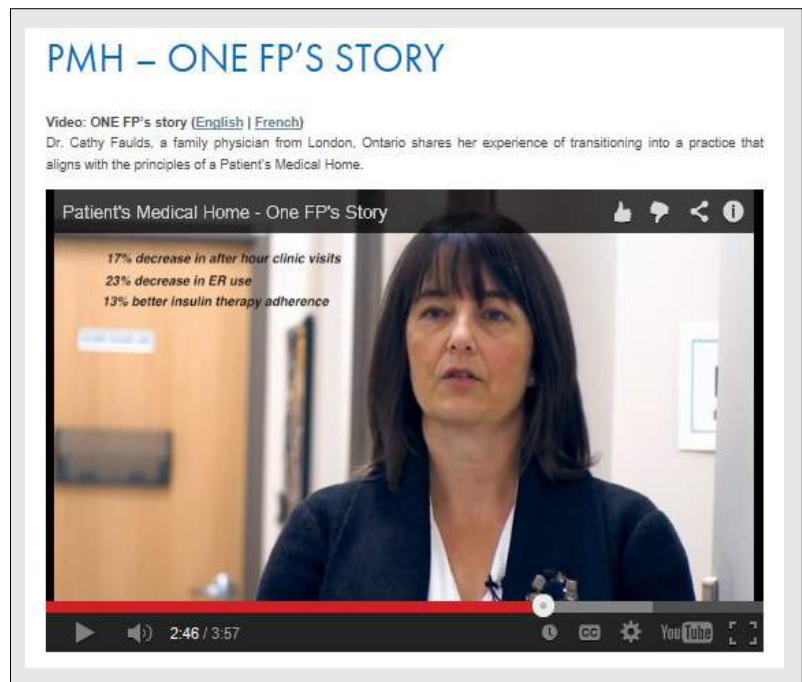 PMH – ONE FP'S STORY
Video: ONE FP's story (English | French)
Dr. Cathy Faulds, a family physician from London, Ontario shares her experience of transitioning into a practice that
aligns with the principles of a Patient's Medical Home.
Patient's Medical Home - One FP's Story
17% decrease in after hour clinic visits
23% decrease in ER use
13% better insulin therapy adherence
2:46 / 3:57
CC
YouTube